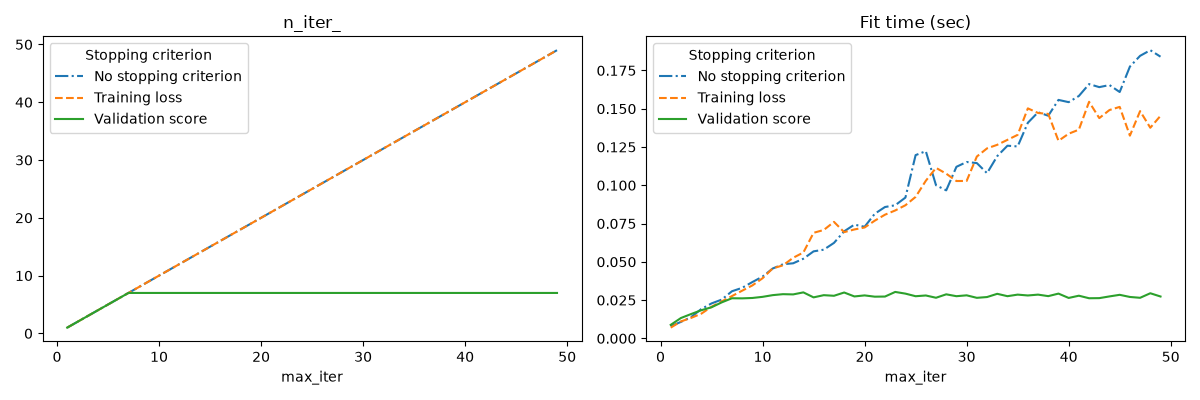 n_iter_
Stopping criterion
No stopping criterion
Training loss
Validation score
50
40
30
20
10
0
0 10 20 30 40 50
max_iter
Fit time (sec)
Stopping criterion
No stopping criterion
Training loss
Validation score
0.175
0.150
0.125
0.100
0.075
0.050
0.025
0.000
0 10 20 30 40 50
max_iter